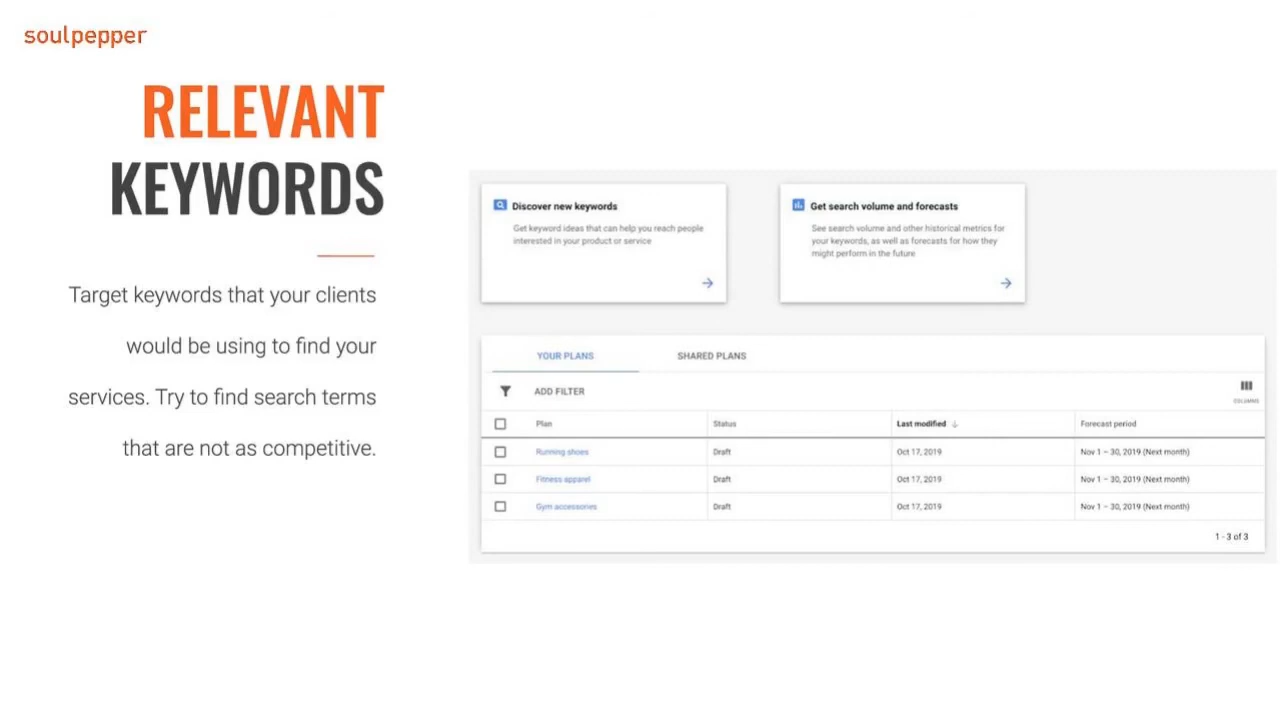 soulpepper
RELEVANT
KEYWORDS
Target keywords that your clients
would be using to find your
services. Try to find search terms
that are not as competitive.
Discover new keywords
Get keyword ideas that can help you reach people
interested in your product or service
Get search volume and forecasts
See search volume and other historical metrics for
your keywords, as well as forecasts for how they
might perform in the future
YOUR PLANS SHARED PLANS
ADD FILTER
COLUMNS
Plan Status Last modified Forecast period
Running shoes Draft Oct 17, 2019 Nov 1 – 30, 2019 (Next month)
Fitness apparel Draft Oct 17, 2019 Nov 1 – 30, 2019 (Next month)
Gym accessories Draft Oct 17, 2019 Nov 1 – 30, 2019 (Next month)
1 - 3 of 3